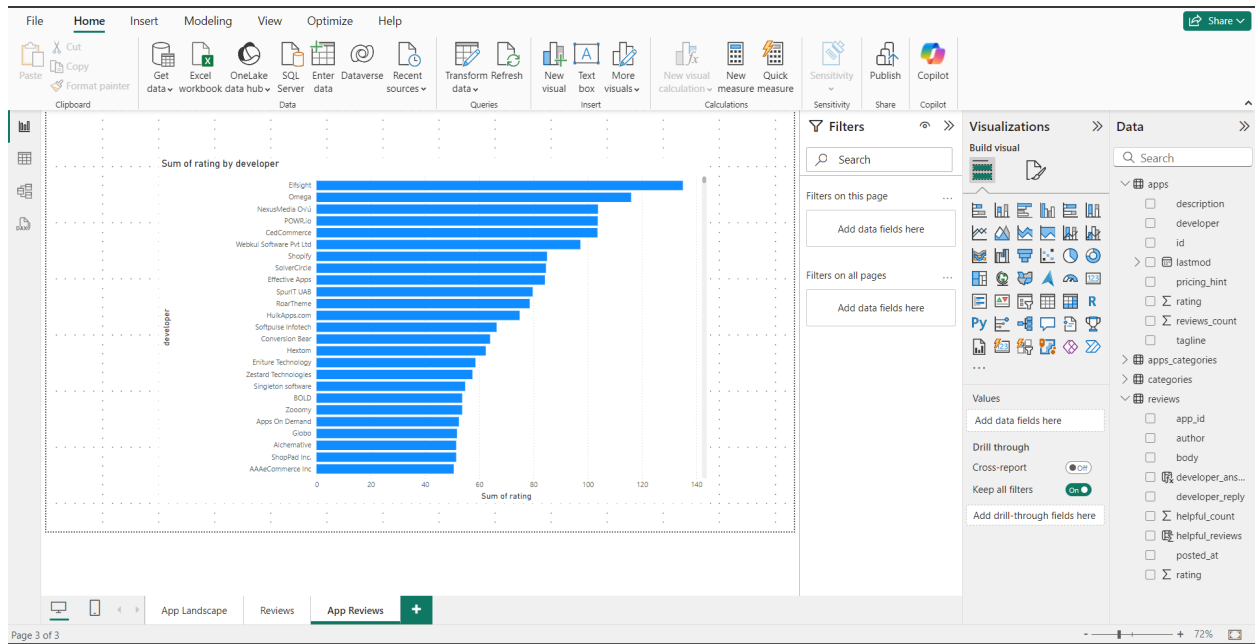 File Home Insert Modeling View Optimize Help Share
Paste
Cut
Copy
Format painter
Get data
Excel workbook
OneLake data hub
SQL Server
Enter data
Dataverse
Recent sources
Transform data
Refresh
New visual
Text box
More visuals
New visual calculation
New measure
Quick measure
Sensitivity
Publish
Copilot
Clipboard Data Queries Insert Calculations Sensitivity Share Copilot
Sum of rating by developer
developer
Elfsight
Omega
NexusMedia OÜ
POWR.io
CedCommerce
Webkul Software Pvt Ltd
Shopify
SolverCircle
Effective Apps
SpurIT UAB
RoarTheme
HulkApps.com
Softpulse Infotech
Conversion Bear
Hextom
Eniture Technology
Zestard Technologies
Singleton software
BOLD
Zooomy
Apps On Demand
Globo
Alchemative
ShopPad Inc.
AAAeCommerce Inc
0 20 40 60 80 100 120 140
Sum of rating
Filters
Search
Filters on this page ...
Add data fields here
Filters on all pages ...
Add data fields here
Visualizations
Build visual
123
R
Py
123
...
Values
Add data fields here
Drill through
Cross-report Off
Keep all filters On
Add drill-through fields here
Data
Search
apps
description
developer
id
lastmod
pricing_hint
rating
reviews_count
tagline
apps_categories
categories
reviews
app_id
author
body
developer_ans...
developer_reply
helpful_count
helpful_reviews
posted_at
rating
App Landscape Reviews App Reviews +
Page 3 of 3
- + 72%